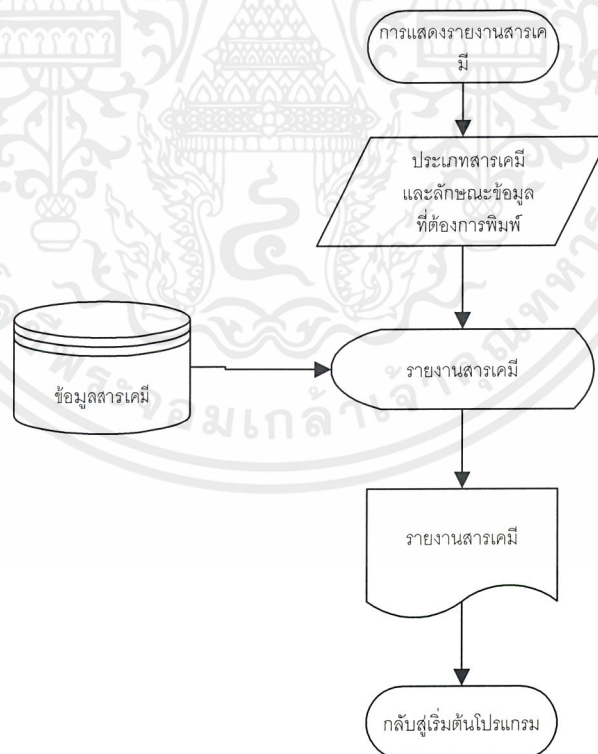 การแสดงรายงานสารเค
มี
ประเภทสารเคมี
และลักษณะข้อมูล
ที่ต้องการพิมพ์
ข้อมูลสารเคมี
รายงานสารเคมี
รายงานสารเคมี
กลับสู่เริ่มต้นโปรแกรม